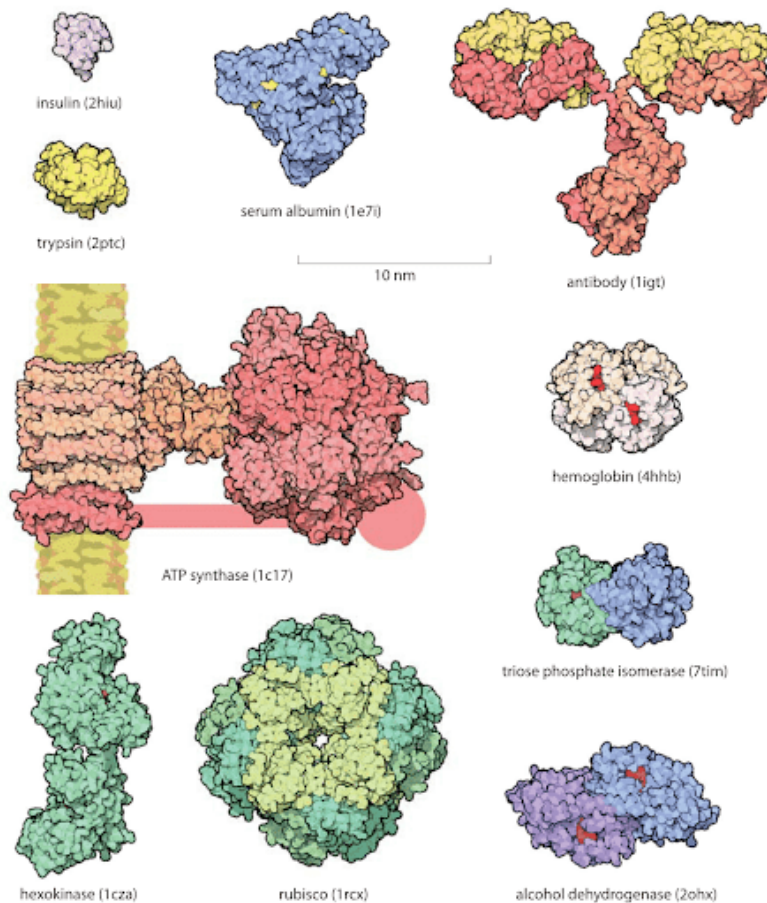 insulin (2hiu)
trypsin (2ptc)
serum albumin (1e7i)
10 nm
antibody (1igt)
hemoglobin (4hhb)
ATP synthase (1c17)
triose phosphate isomerase (7tim)
hexokinase (1cza)
rubisco (1rcx)
alcohol dehydrogenase (2ohx)